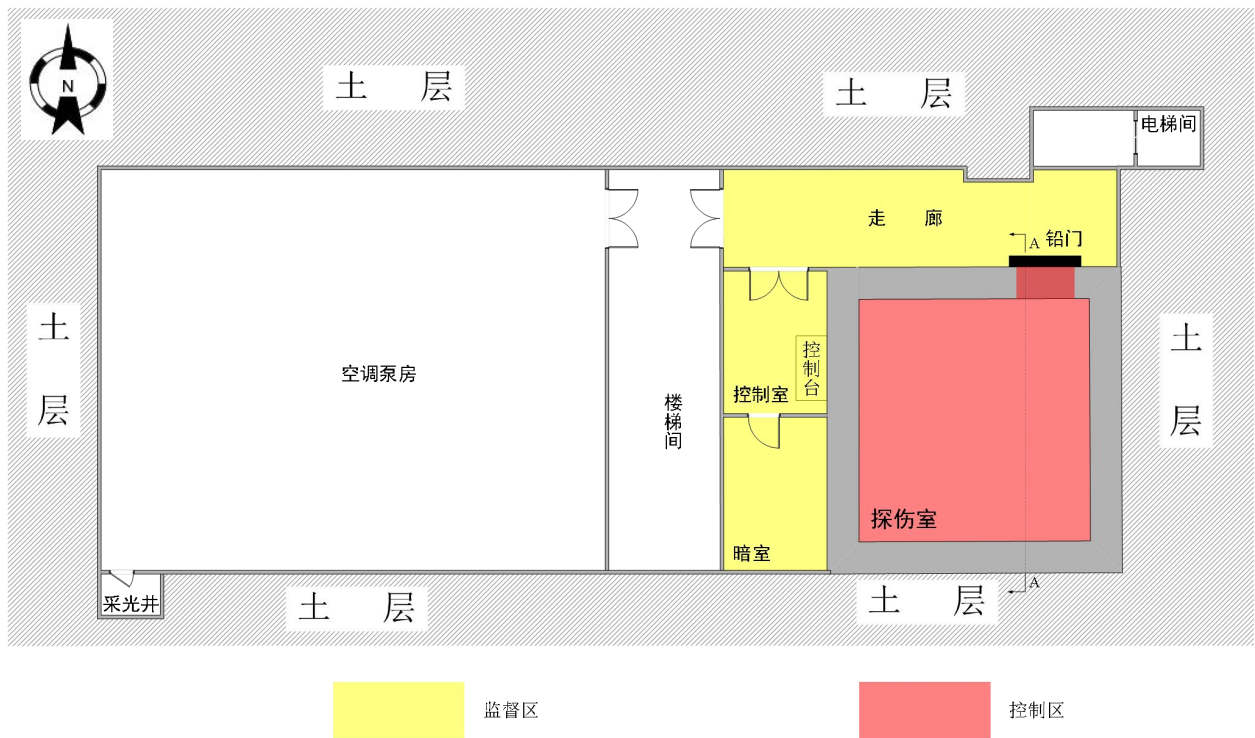 N
土 层
土 层
电梯间
走 廊
A
铅门
土层
土层
空调泵房
控制台
控制室
楼梯间
探伤室
暗室
A
采光井
土 层
土 层
监督区
控制区